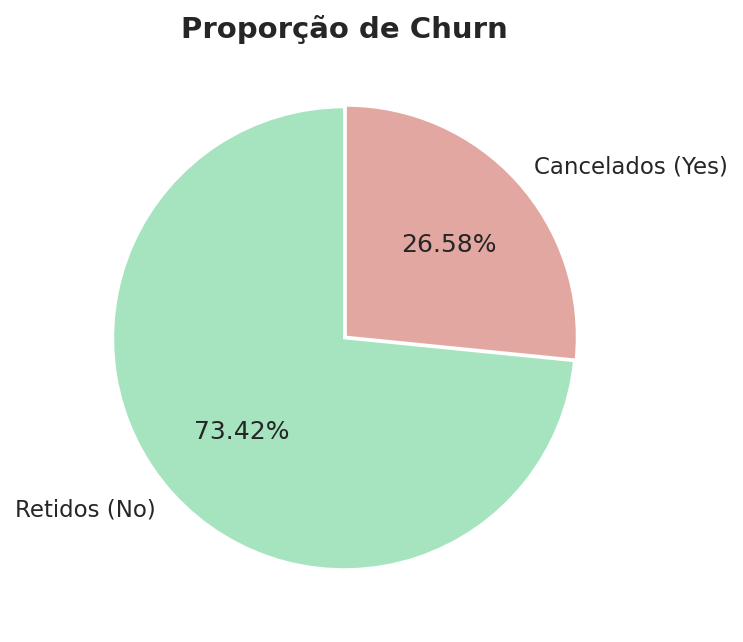 Proporção de Churn
Cancelados (Yes)
26.58%
73.42%
Retidos (No)